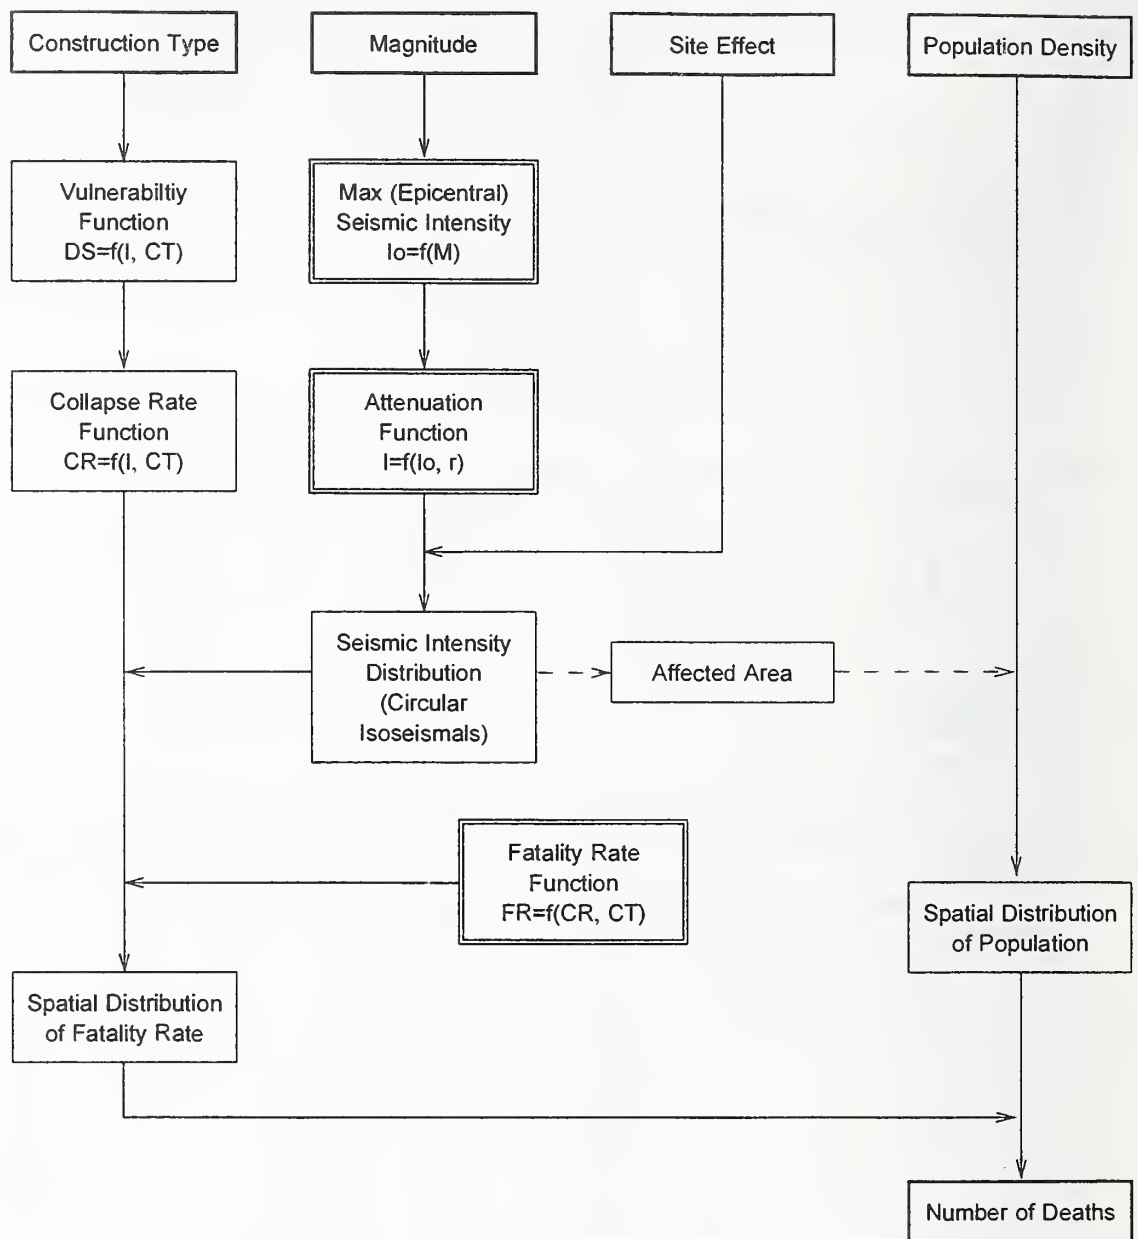 Construction Type
Magnitude
Site Effect
Population Density
Vulnerabiltiy
Function
DS=f(I, CT)
Max (Epicentral)
Seismic Intensity
Io=f(M)
Collapse Rate
Function
CR=f(I, CT)
Attenuation
Function
I=f(Io, r)
Seismic Intensity
Distribution
(Circular
Isoseismals)
Affected Area
Fatality Rate
Function
FR=f(CR, CT)
Spatial Distribution
of Population
Spatial Distribution
of Fatality Rate
Number of Deaths